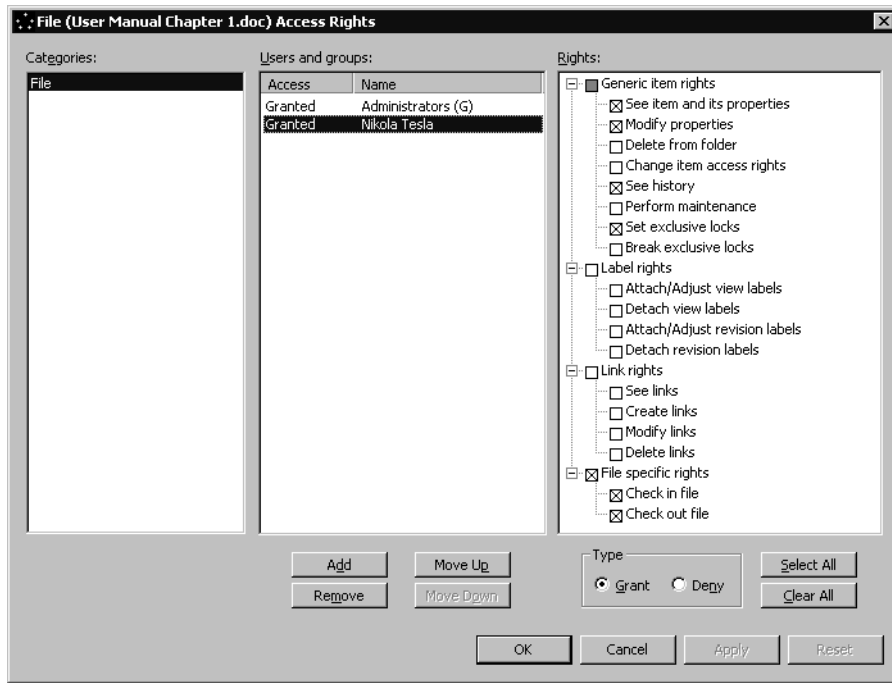 File (User Manual Chapter 1.doc) Access Rights
Categories:
File
Users and groups:
Access Name
Granted Administrators (G)
Granted Nikola Tesla
Rights:
Generic item rights
See item and its properties
Modify properties
Delete from folder
Change item access rights
See history
Perform maintenance
Set exclusive locks
Break exclusive locks
Label rights
Attach/Adjust view labels
Detach view labels
Attach/Adjust revision labels
Detach revision labels
Link rights
See links
Create links
Modify links
Delete links
File specific rights
Check in file
Check out file
Add Move Up
Remove Move Down
Type
Grant Deny
Select All
Clear All
OK Cancel Apply Reset